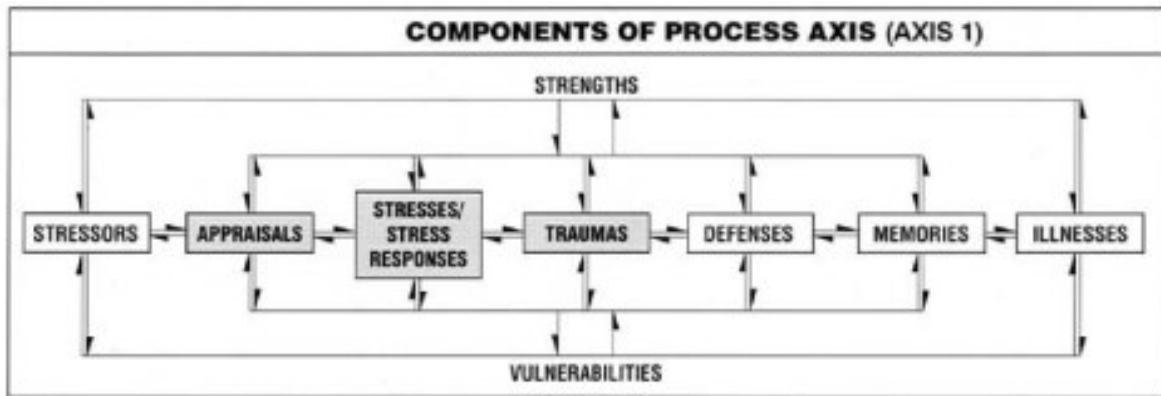 COMPONENTS OF PROCESS AXIS (AXIS 1)
STRENGTHS
STRESSORS
APPRAISALS
STRESSES/
STRESS
RESPONSES
TRAUMAS
DEFENSES
MEMORIES
ILLNESSES
VULNERABILITIES